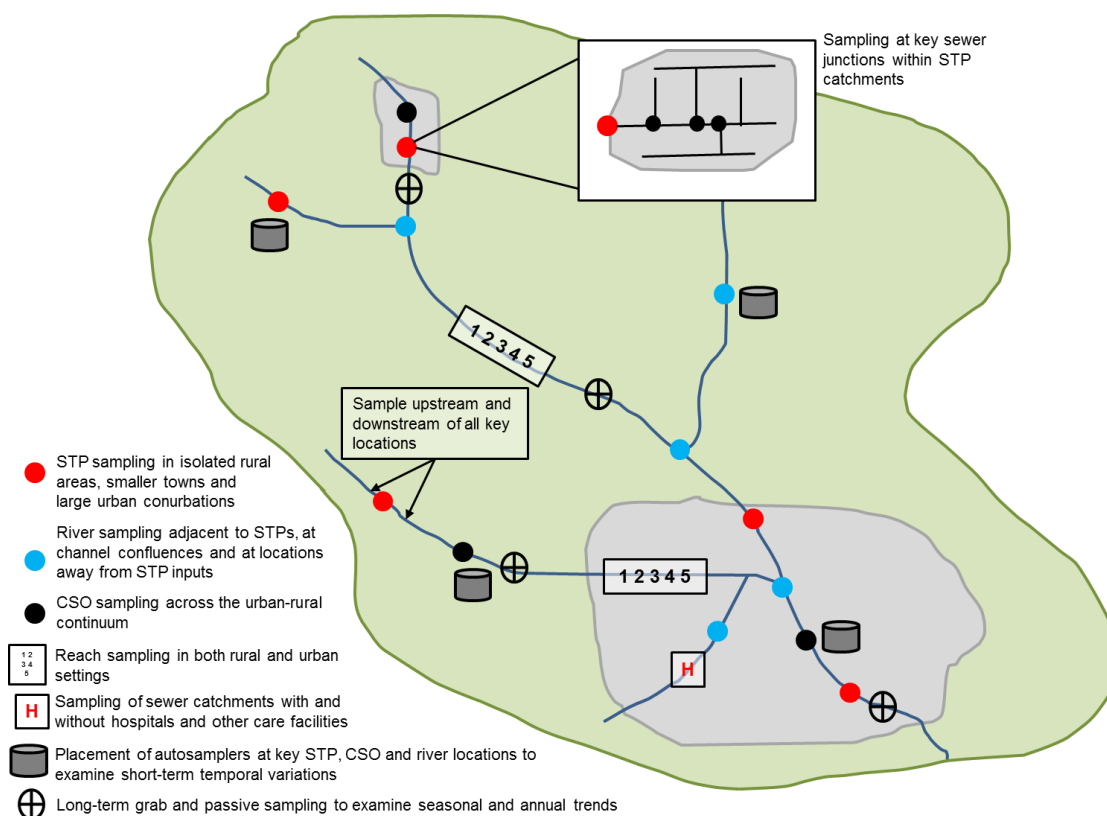 Sampling at key sewer
junctions within STP
catchments
1 2 3 4 5
Sample upstream and
downstream of all key
locations
STP sampling in isolated rural
areas, smaller towns and
large urban conurbations
River sampling adjacent to STPs, at
channel confluences and at locations
away from STP inputs
1 2 3 4 5
CSO sampling across the urban-rural
continuum
1 2
3 4
5
Reach sampling in both rural and urban
settings
H
H
Sampling of sewer catchments with and
without hospitals and other care facilities
Placement of autosamplers at key STP, CSO and river locations to
examine short-term temporal variations
Long-term grab and passive sampling to examine seasonal and annual trends